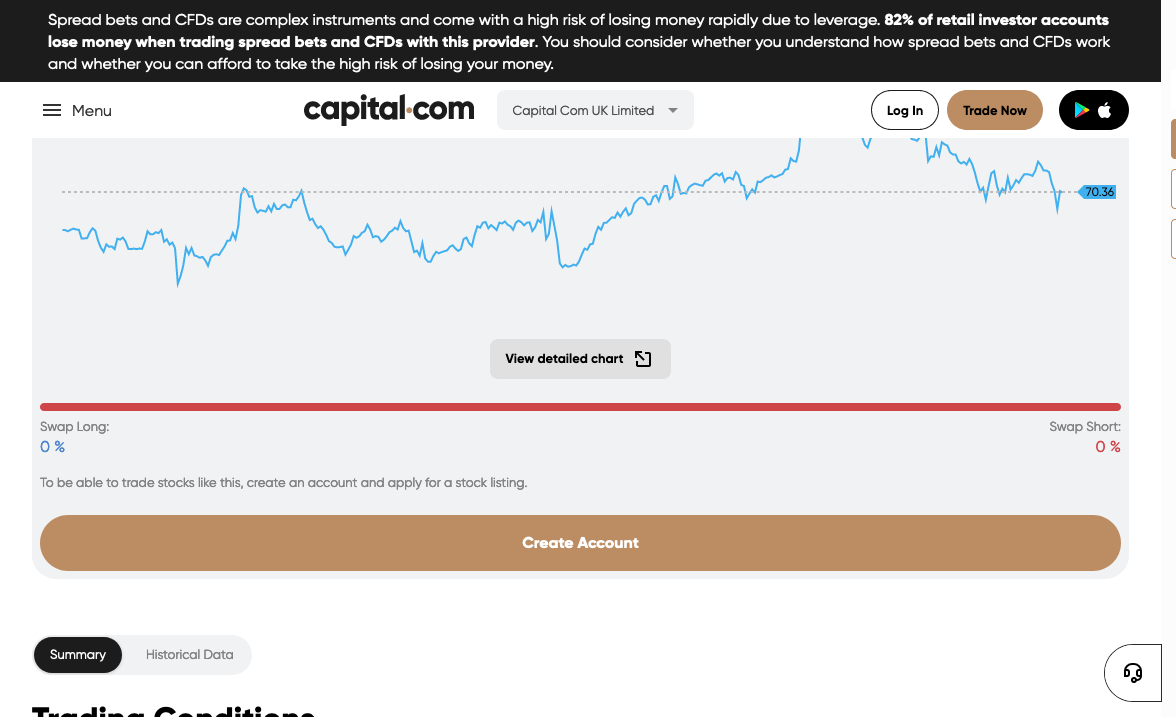 Spread bets and CFDs are complex instruments and come with a high risk of losing money rapidly due to leverage. 82% of retail investor accounts
lose money when trading spread bets and CFDs with this provider. You should consider whether you understand how spread bets and CFDs work
and whether you can afford to take the high risk of losing your money.
Menu
capital.com
Capital Com UK Limited
Log In
Trade Now
70.36
View detailed chart
Swap Long:
Swap Short:
0 %
0 %
To be able to trade stocks like this, create an account and apply for a stock listing.
Create Account
Summary
Historical Data
Trading Conditions